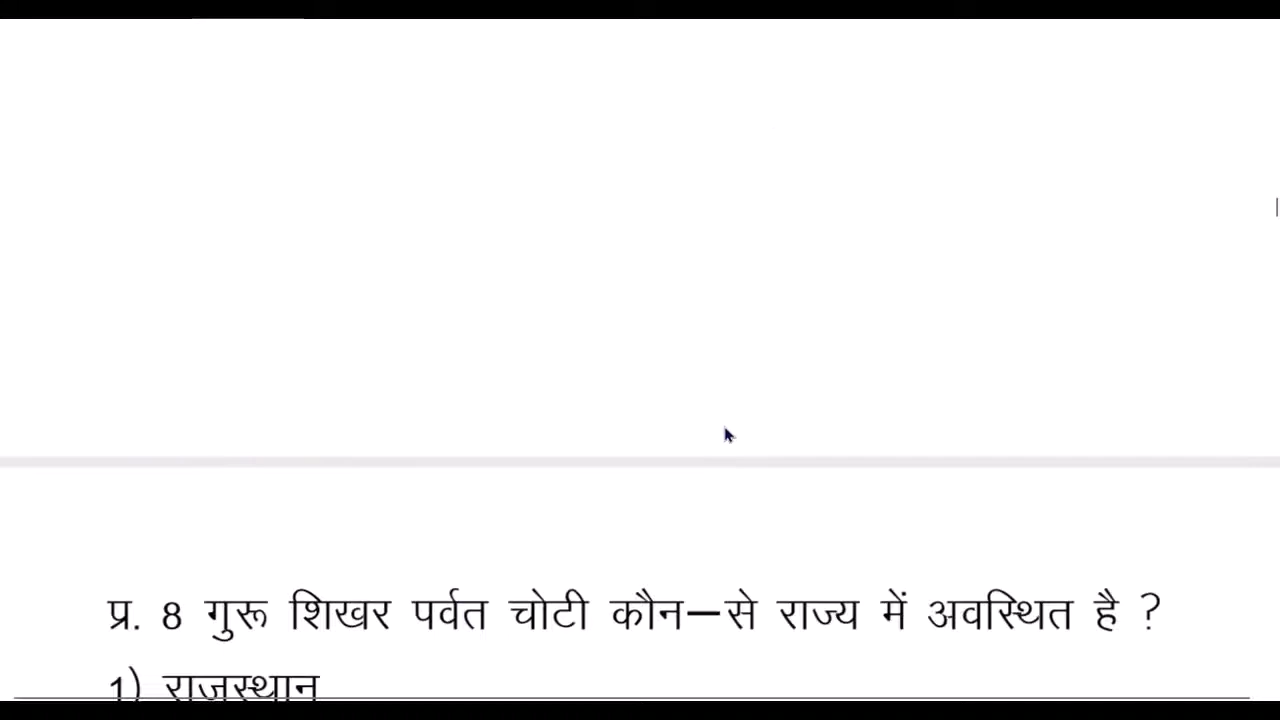 प्र. 8 गुरू शिखर पर्वत चोटी कौन–से राज्य में अवस्थित है ?
1) राजस्थान